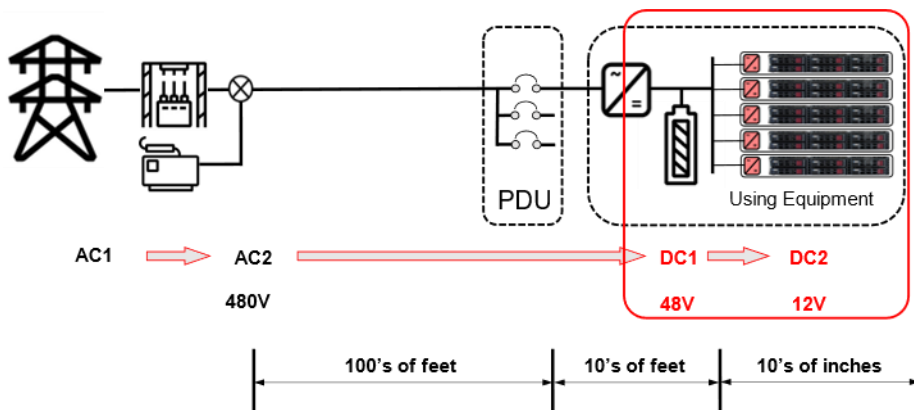 PDU
Using Equipment
AC1
AC2
DC1
DC2
480V
48V
12V
100's of feet
10's of feet
10's of inches